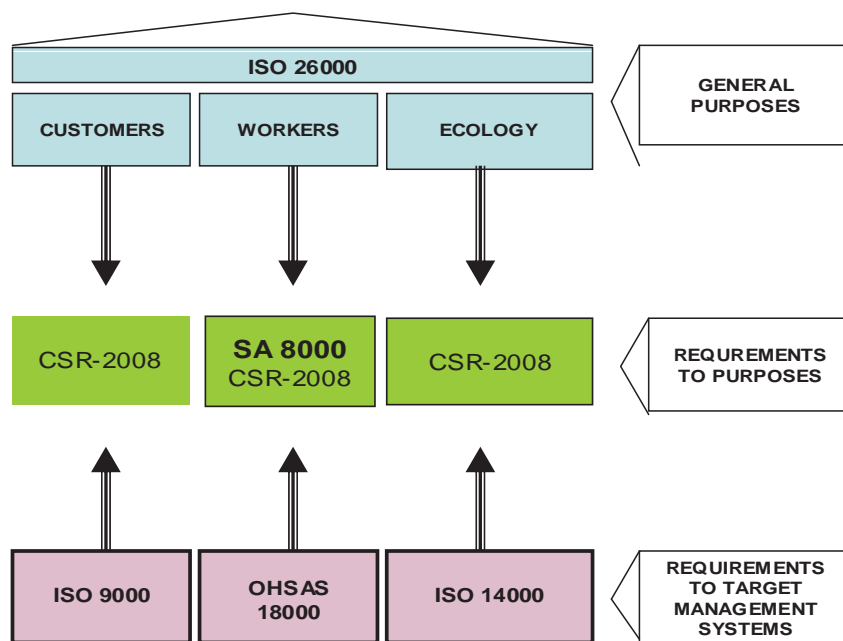 ISO 26000
GENERAL
PURPOSES
CUSTOMERS
WORKERS
ECOLOGY
CSR-2008
SA 8000
CSR-2008
CSR-2008
REQUREMENTS
TO PURPOSES
ISO 9000
OHSAS
18000
ISO 14000
REQUIREMENTS
TO TARGET
MANAGEMENT
SYSTEMS